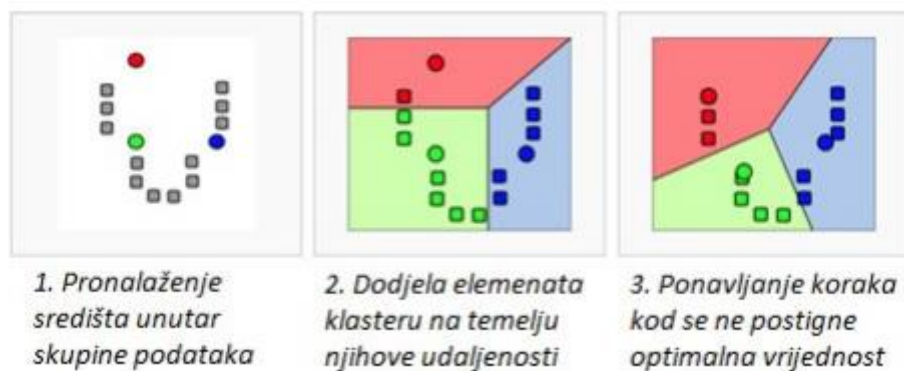 1. Pronalaženje
središta unutar
skupine podataka
2. Dodjela elemenata
klasteru na temelju
njihove udaljenosti
3. Ponavljanje koraka
kod se ne postigne
optimalna vrijednost